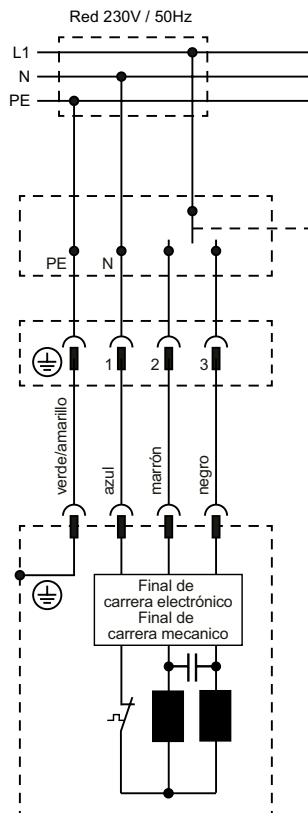 Red 230V / 50Hz
L1
N
PE
PE N
1 2 3
verde/amarillo
azul
marrón
negro
Final de
carrera electrónico
Final de
carrera mecanico